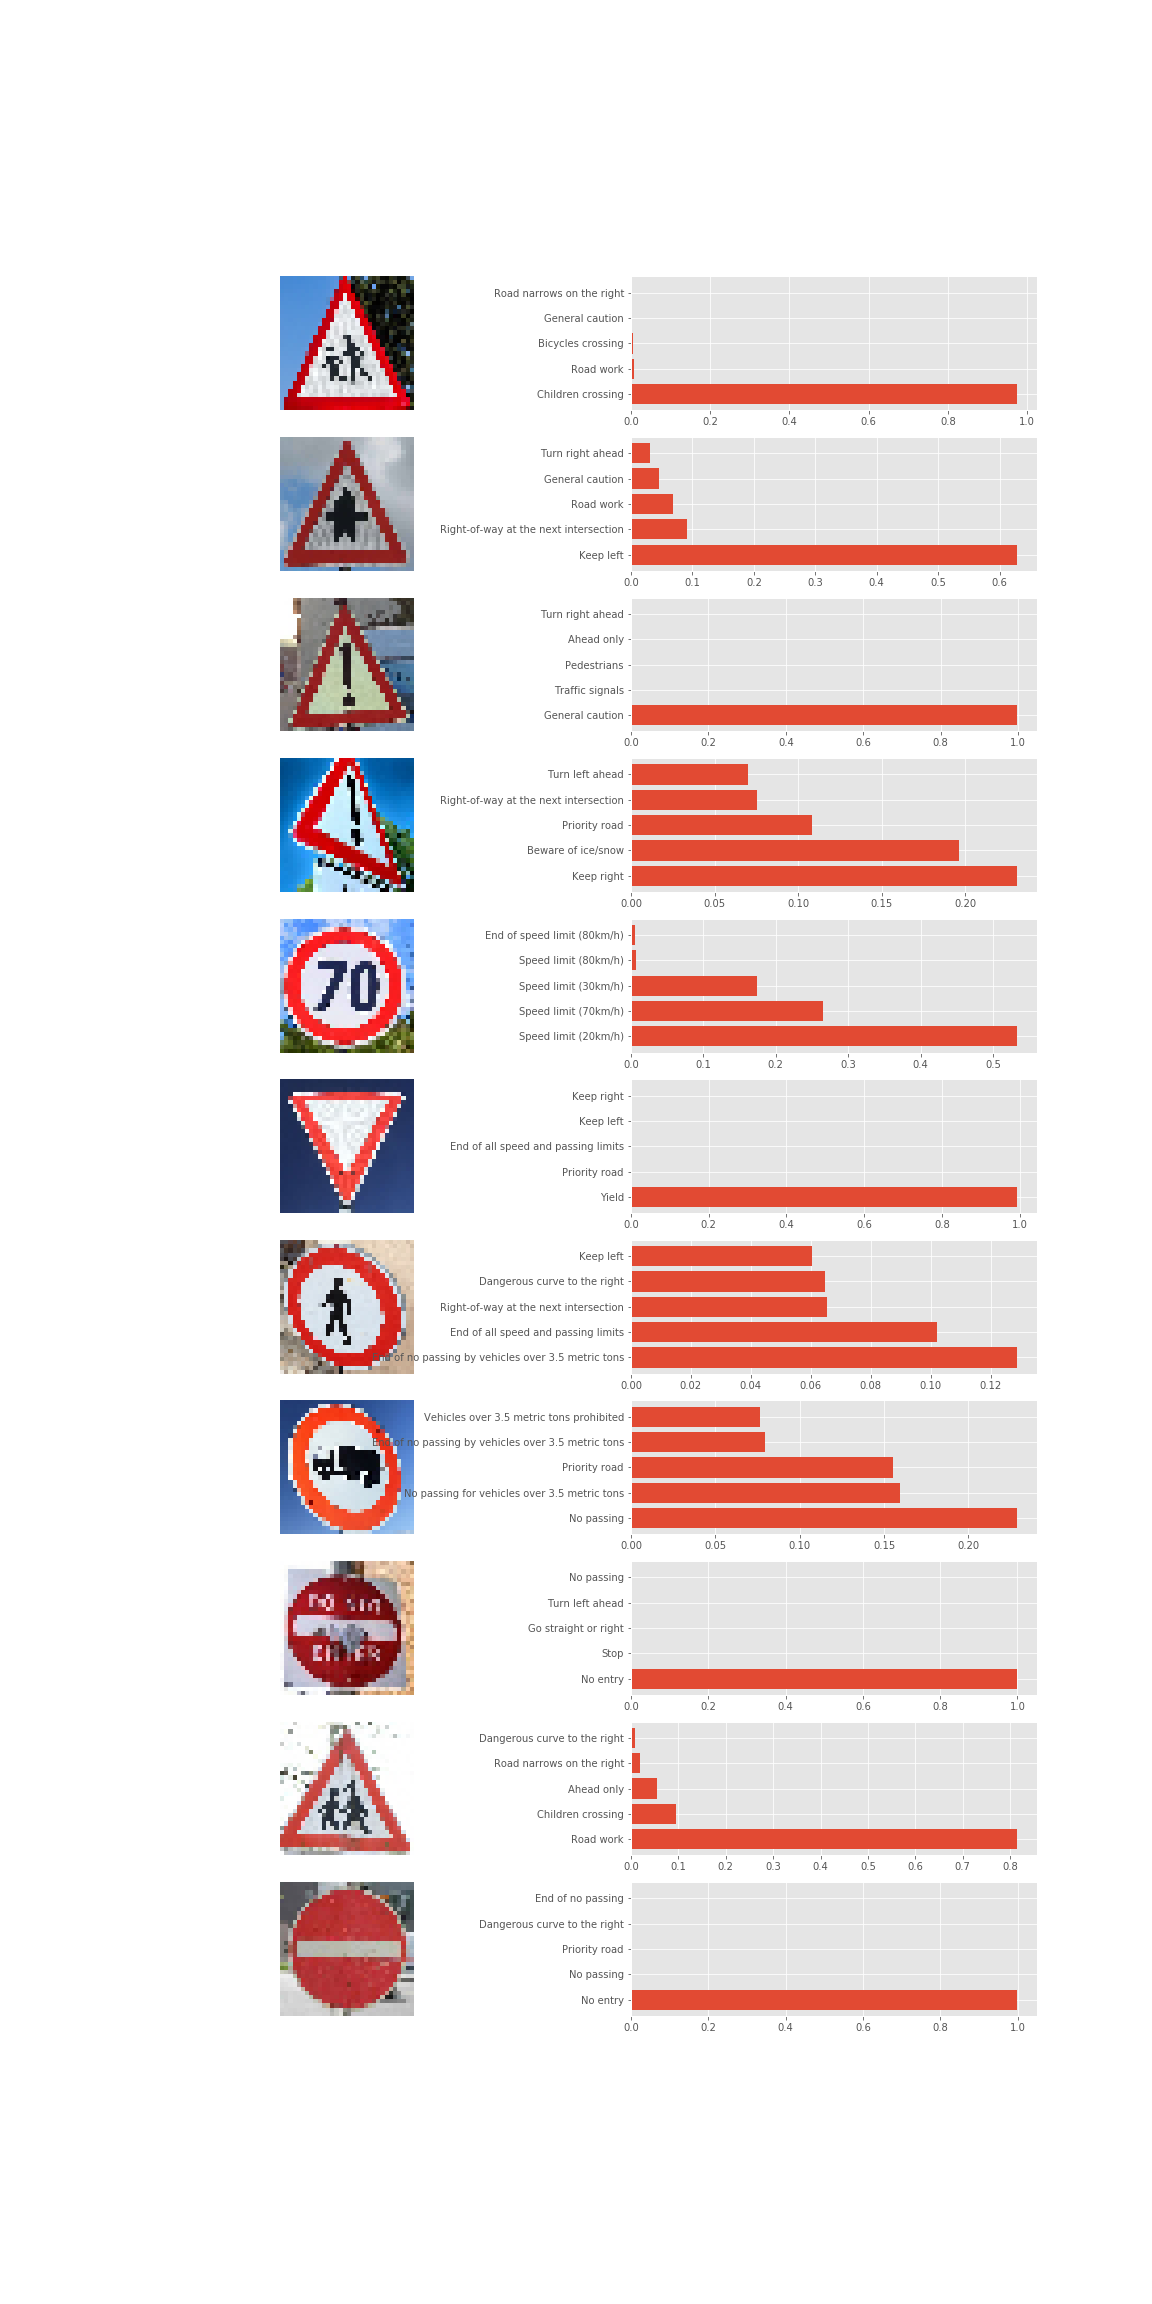 Road narrows on the right
General caution
Bicycles crossing
Road work
Children crossing
0.0 0.2 0.4 0.6 0.8 1.0
Turn right ahead
General caution
Road work
Right-of-way at the next intersection
Keep left
0.0 0.1 0.2 0.3 0.4 0.5 0.6
Turn right ahead
Ahead only
Pedestrians
Traffic signals
General caution
0.0 0.2 0.4 0.6 0.8 1.0
Turn left ahead
Right-of-way at the next intersection
Priority road
Beware of ice/snow
Keep right
0.00 0.05 0.10 0.15 0.20
70
End of speed limit (80km/h)
Speed limit (80km/h)
Speed limit (30km/h)
Speed limit (70km/h)
Speed limit (20km/h)
0.0 0.1 0.2 0.3 0.4 0.5
Keep right
Keep left
End of all speed and passing limits
Priority road
Yield
0.0 0.2 0.4 0.6 0.8 1.0
Keep left
Dangerous curve to the right
Right-of-way at the next intersection
End of all speed and passing limits
of no passing by vehicles over 3.5 metric tons
0.00 0.02 0.04 0.06 0.08 0.10 0.12
Vehicles over 3.5 metric tons prohibited
End of no passing by vehicles over 3.5 metric tons
Priority road
No passing for vehicles over 3.5 metric tons
No passing
0.00 0.05 0.10 0.15 0.20
No passing
Turn left ahead
Go straight or right
Stop
No entry
0.0 0.2 0.4 0.6 0.8 1.0
Dangerous curve to the right
Road narrows on the right
Ahead only
Children crossing
Road work
0.0 0.1 0.2 0.3 0.4 0.5 0.6 0.7 0.8
End of no passing
Dangerous curve to the right
Priority road
No passing
No entry
0.0 0.2 0.4 0.6 0.8 1.0